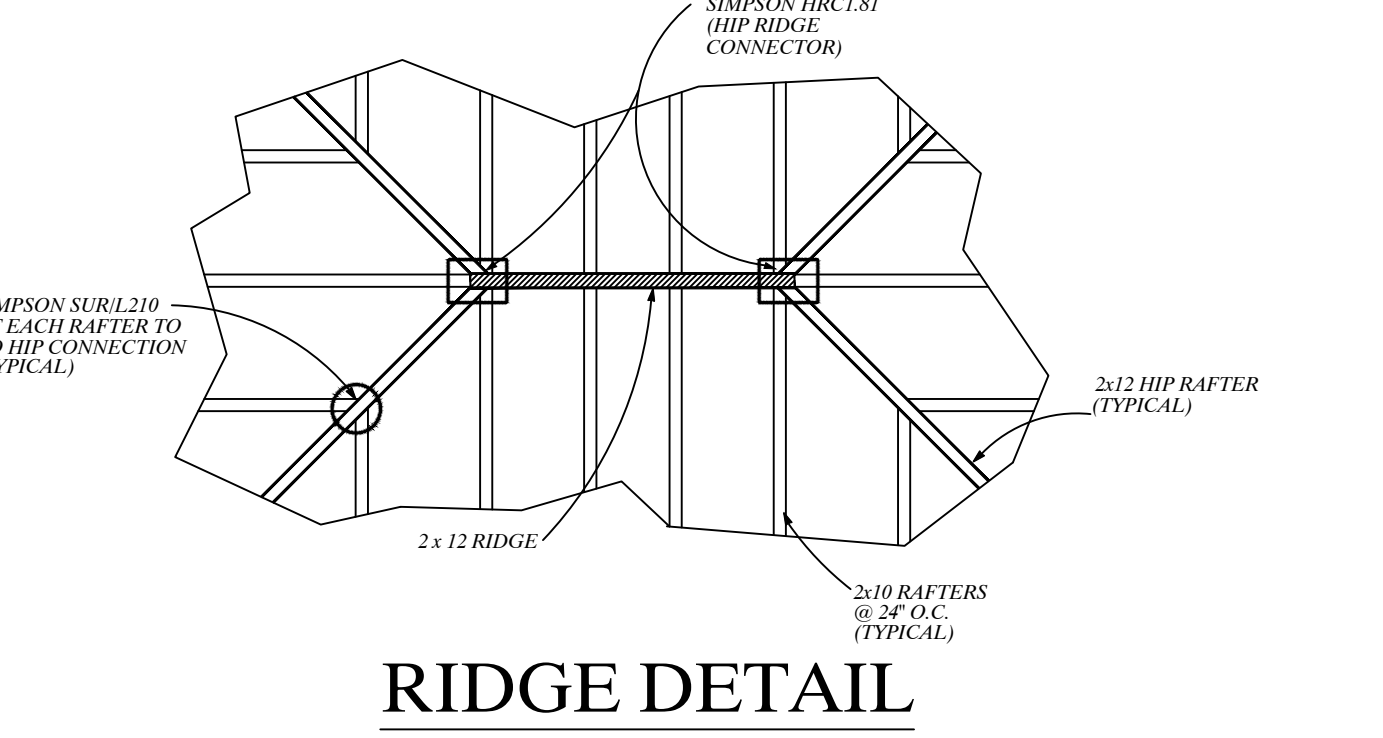 SIMPSON HRC1.81
(HIP RIDGE
CONNECTOR)
MPSON SUR/L210
EACH RAFTER TO
HIP CONNECTION
YPICAL)
2x12 HIP RAFTER
(TYPICAL)
2 x 12 RIDGE
2x10 RAFTERS
@ 24" O.C.
(TYPICAL)
RIDGE DETAIL